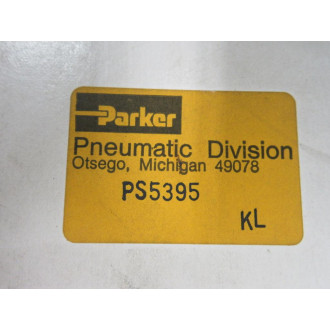 Parker
Pneumatic Division
Otsego, Michigan 49078
PS5395
KL